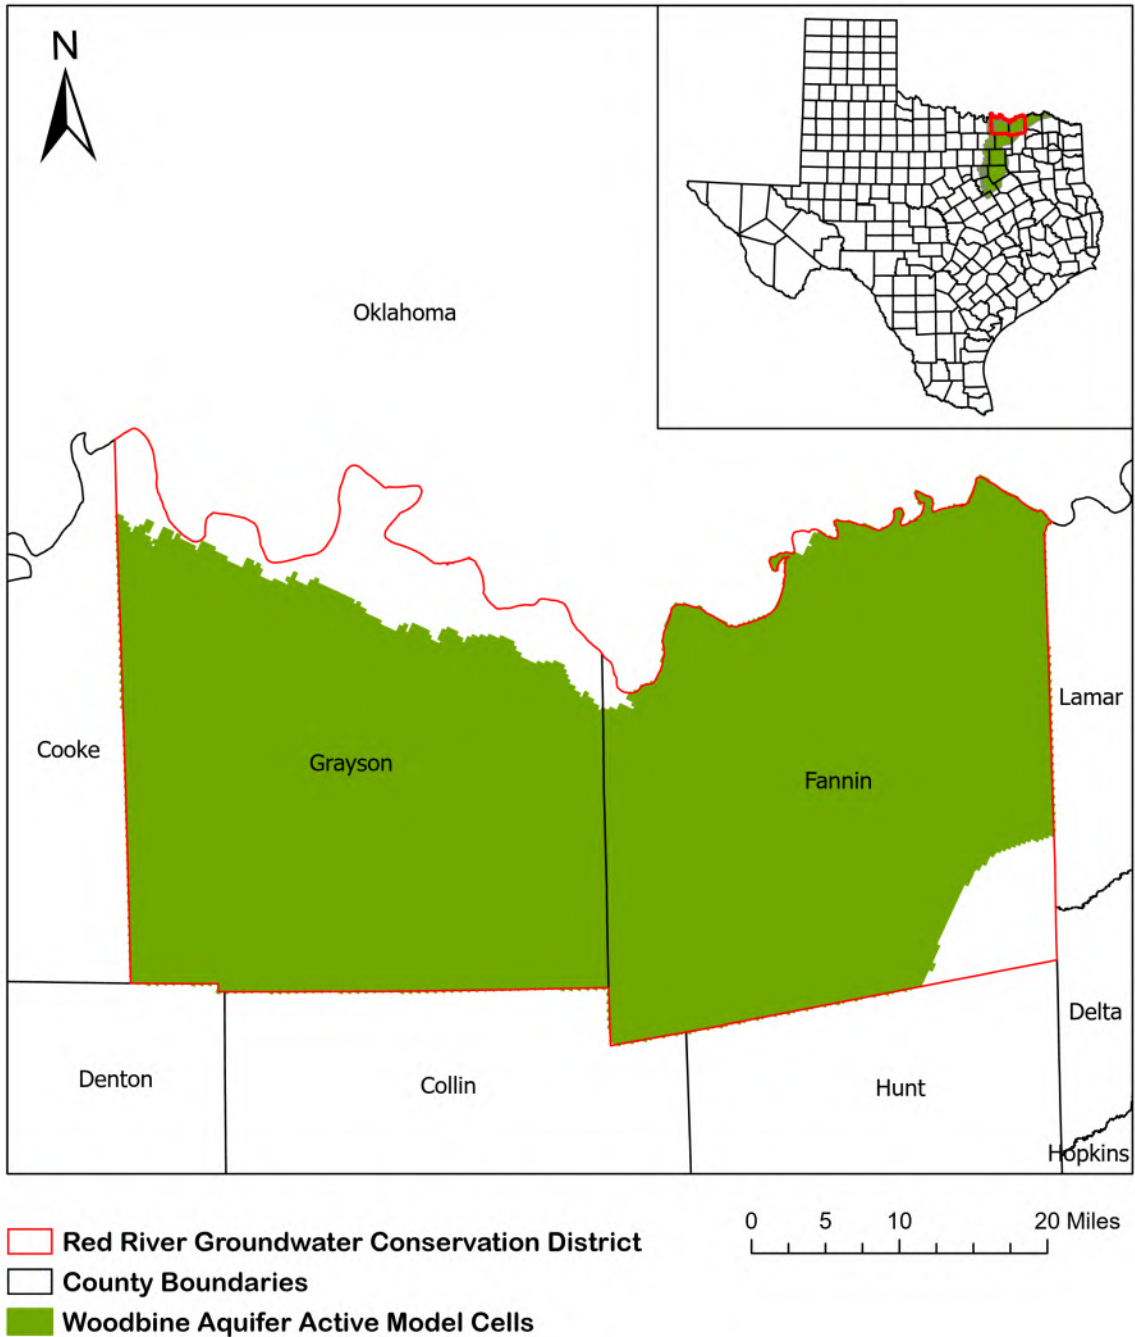 N
Oklahoma
Lamar
Cooke
Grayson
Fannin
Delta
Denton
Collin
Hunt
Hopkins
0 5 10 20 Miles
Red River Groundwater Conservation District
County Boundaries
Woodbine Aquifer Active Model Cells